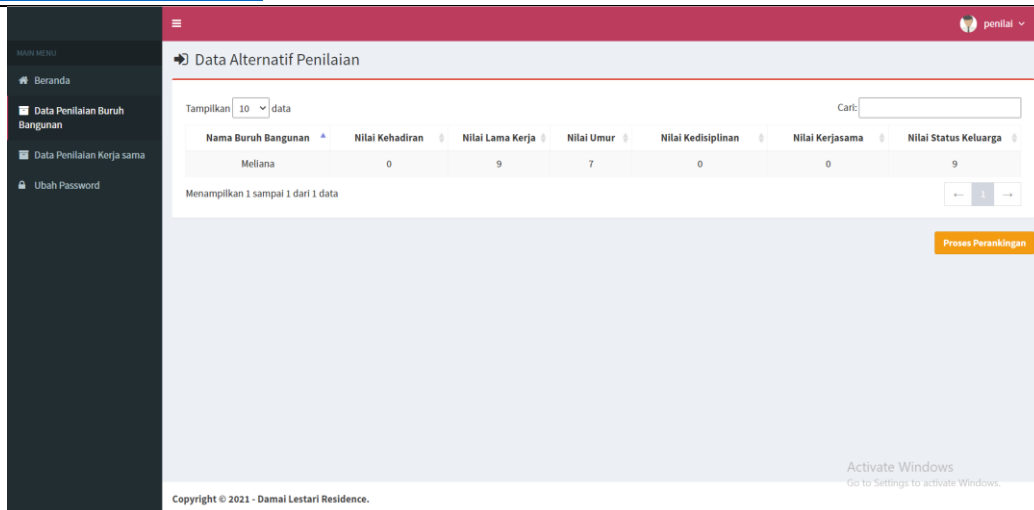 penilai
MAIN MENU
Beranda
Data Penilaian Buruh
Bangunan
Data Penilaian Kerja sama
Ubah Password
Data Alternatif Penilaian
Tampilkan 10 data
Cari:
Nama Buruh Bangunan Nilai Kehadiran Nilai Lama Kerja Nilai Umur Nilai Kedisiplinan Nilai Kerjasama Nilai Status Keluarga
Meliana 0 9 7 0 0 9
Menampilkan 1 sampai 1 dari 1 data
← 1 →
Proses Perankingan
Activate Windows
Go to Settings to activate Windows.
Copyright © 2021 - Damai Lestari Residence.